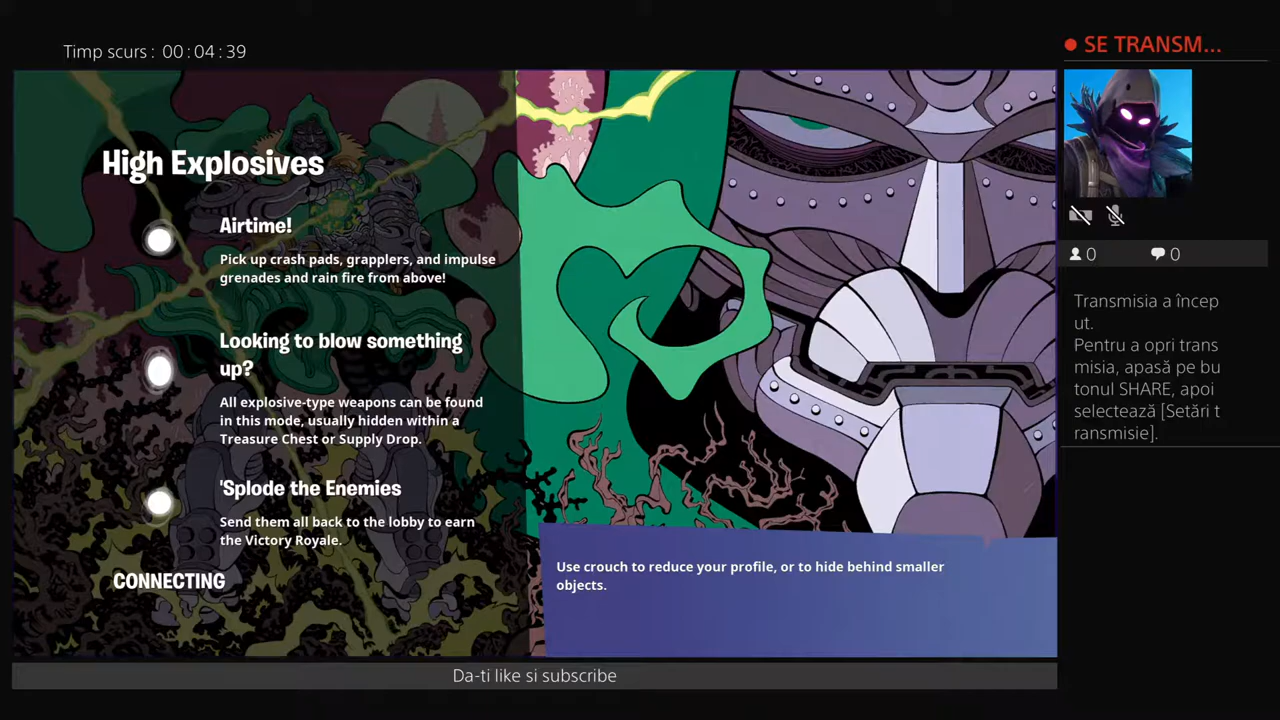 Timp scurs : 00:04:39
SE TRANSM...
High Explosives
Airtime!
Pick up crash pads, grapplers, and impulse
grenades and rain fire from above!
Looking to blow something
up?
All explosive-type weapons can be found
in this mode, usually hidden within a
Treasure Chest or Supply Drop.
'Splode the Enemies
Send them all back to the lobby to earn
the Victory Royale.
CONNECTING
Use crouch to reduce your profile, or to hide behind smaller
objects.
0
0
Transmisia a încep
ut.
Pentru a opri trans
misia, apasă pe bu
tonul SHARE, apoi
selectează [Setări t
ransmisie].
Da-ti like si subscribe